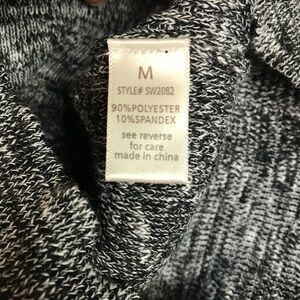 M
STYLE# SW2082
90%POLYESTER
10%SPANDEX
see reverse
for care
made in china